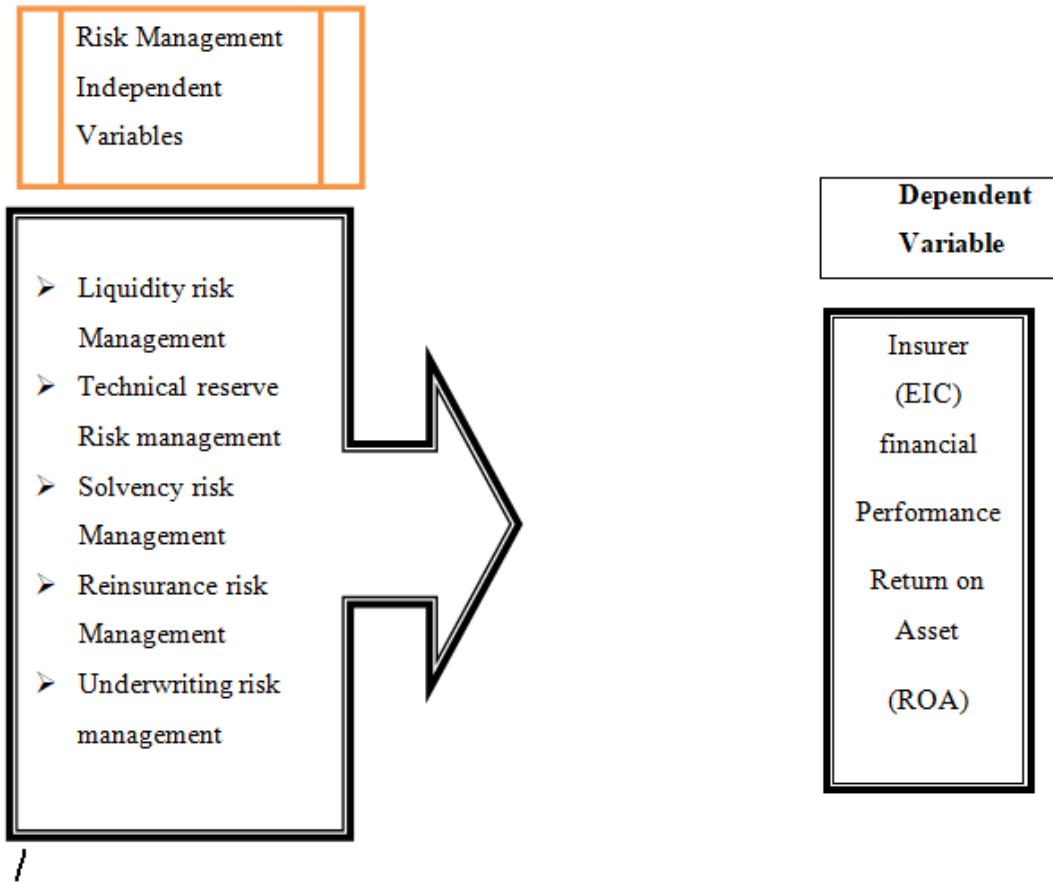 Risk Management
Independent
Variables
➢ Liquidity risk
Management
➢ Technical reserve
Risk management
➢ Solvency risk
Management
➢ Reinsurance risk
Management
➢ Underwriting risk
management
/
Dependent
Variable
Insurer
(EIC)
financial
Performance
Return on
Asset
(ROA)